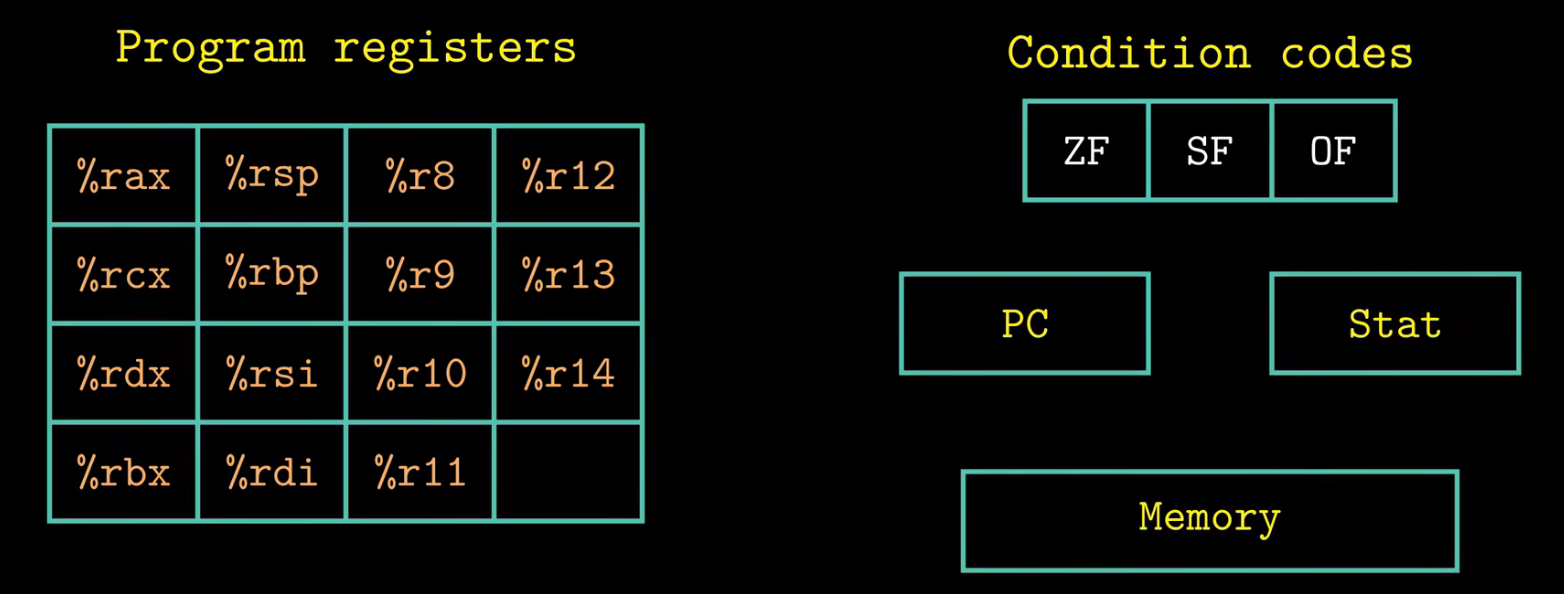 Program registers
%rax %rsp %r8 %r12
%rcx %rbp %r9 %r13
%rdx %rsi %r10 %r14
%rbx %rdi %r11
Condition codes
ZF SF OF
PC Stat
Memory